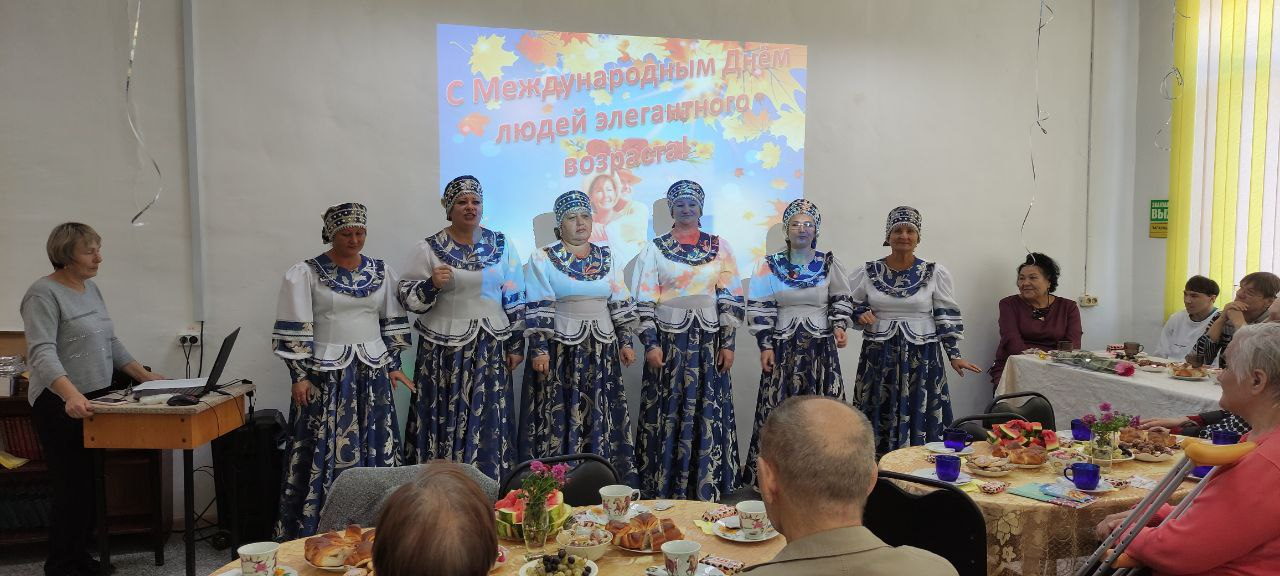 С Международным Днём
людей элегантного
возраста!